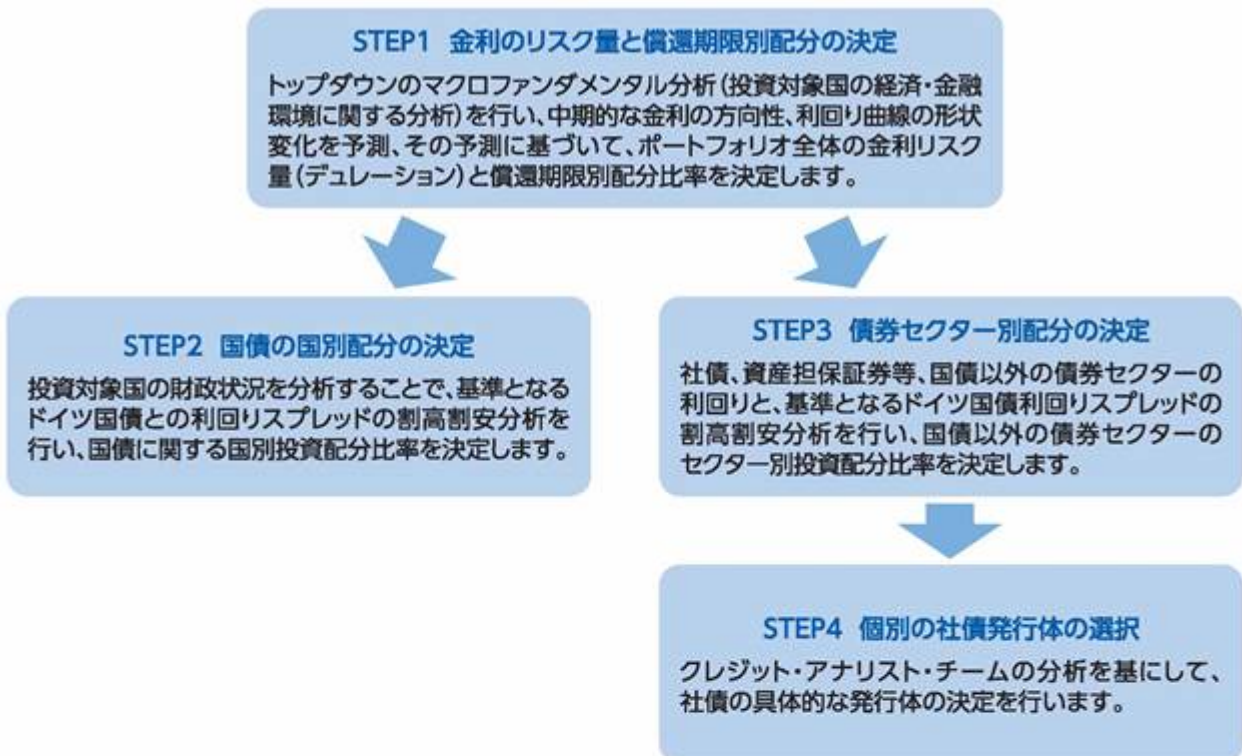 STEP1 金利のリスク量と償還期限別配分の決定
トップダウンのマクロファンダメンタル分析(投資対象国の経済・金融
環境に関する分析)を行い、中期的な金利の方向性、利回り曲線の形状
変化を予測、その予測に基づいて、ポートフォリオ全体の金利リスク
量(デュレーション)と償還期限別配分比率を決定します。
STEP2 国債の国別配分の決定
投資対象国の財政状況を分析することで、基準となる
ドイツ国債との利回りスプレッドの割高割安分析を
行い、国債に関する国別投資配分比率を決定します。
STEP3 債券セクター別配分の決定
社債、資産担保証券等、国債以外の債券セクターの
利回りと、基準となるドイツ国債利回りスプレッドの
割高割安分析を行い、国債以外の債券セクターの
セクター別投資配分比率を決定します。
STEP4 個別の社債発行体の選択
クレジット・アナリスト・チームの分析を基にして、
社債の具体的な発行体の決定を行います。